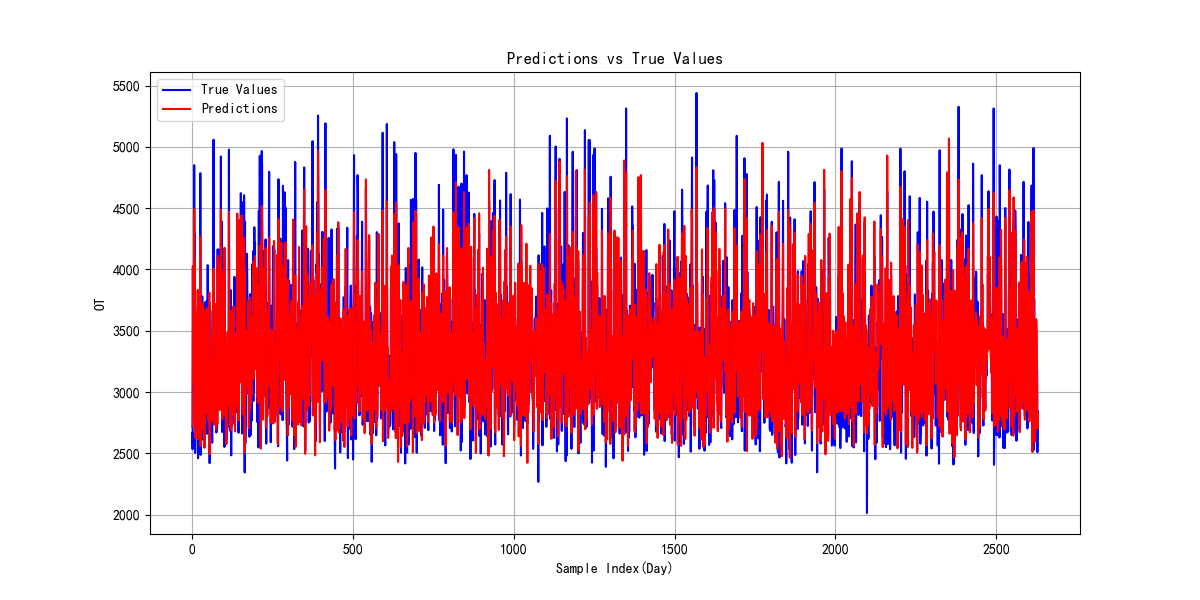 Predictions vs True Values
True Values
Predictions
5500
5000
4500
4000
3500
3000
2500
2000
OT
0 500 1000 1500 2000 2500
Sample Index(Day)